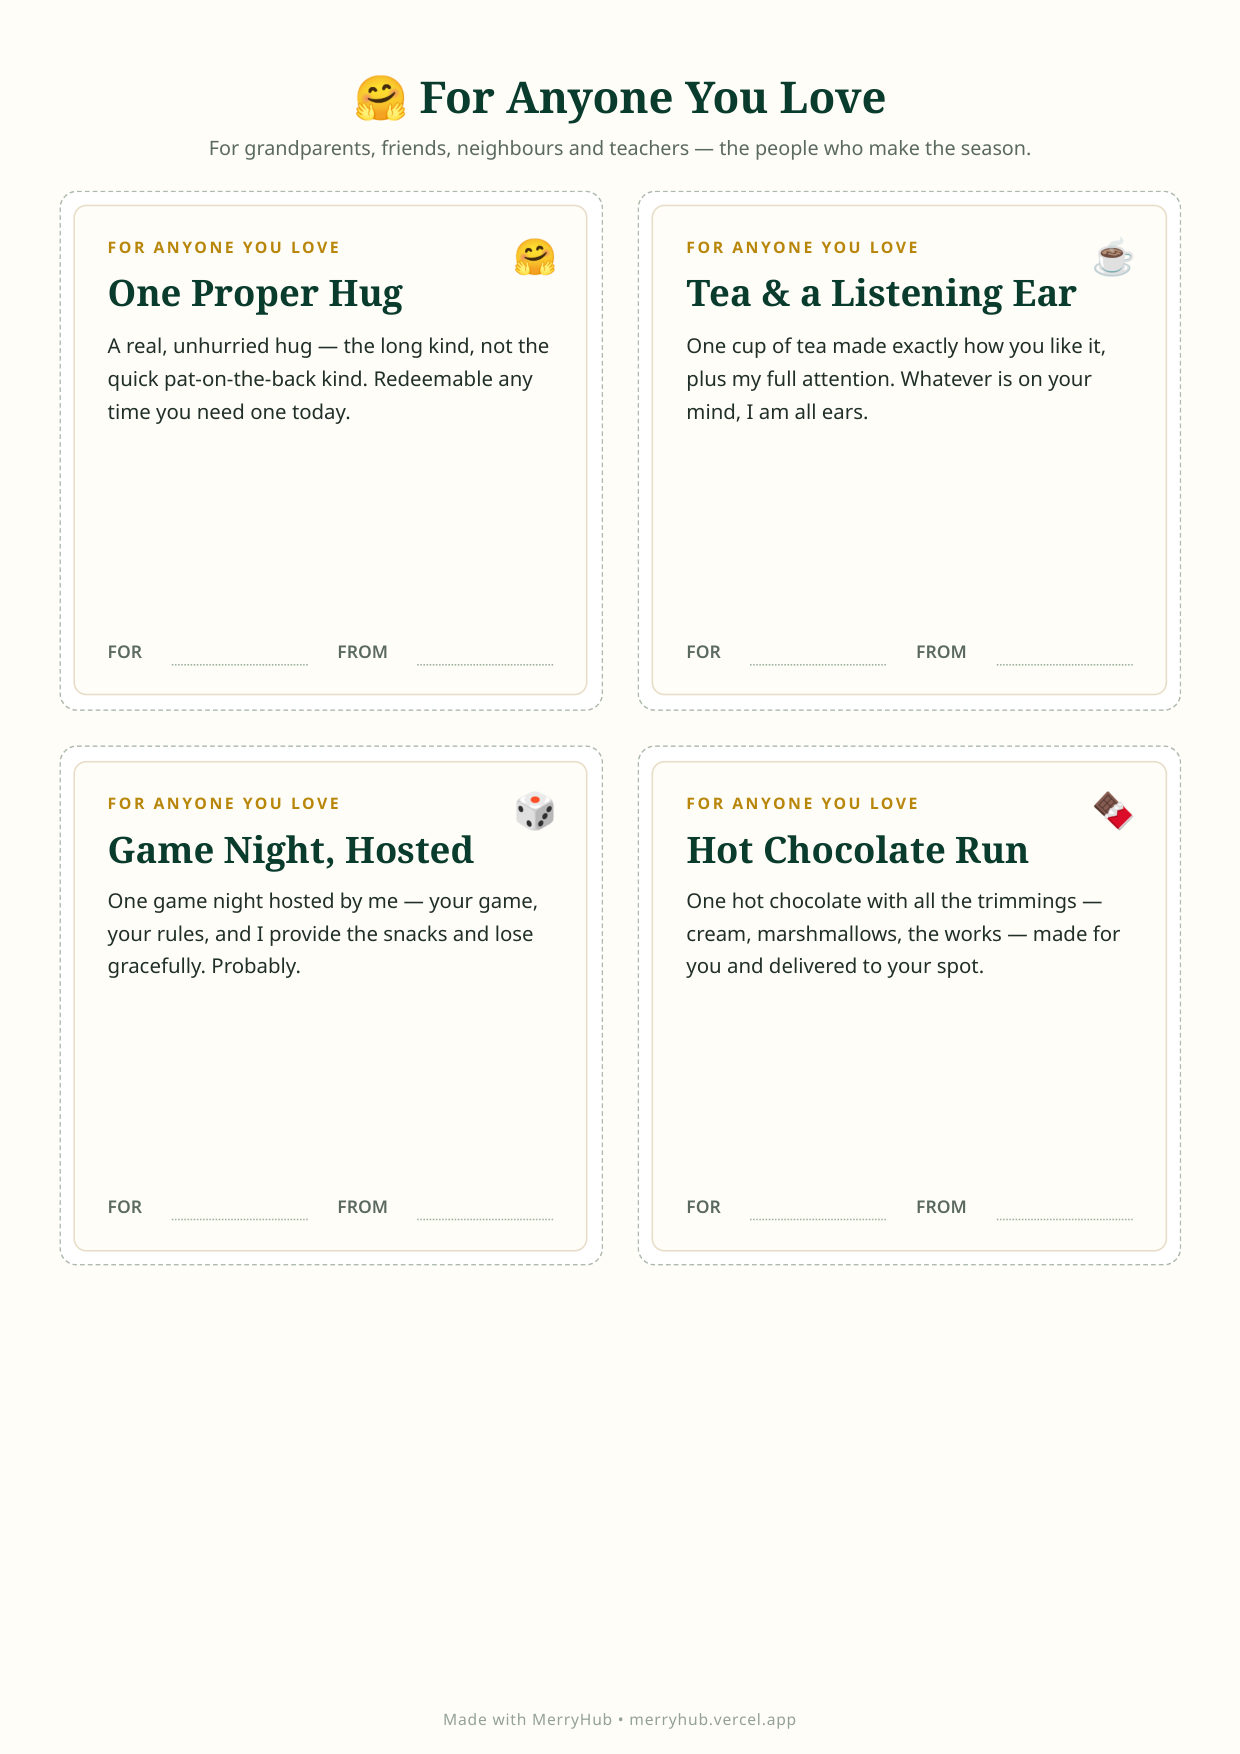 🤗 For Anyone You Love
For grandparents, friends, neighbours and teachers — the people who make the season.
FOR ANYONE YOU LOVE
One Proper Hug
A real, unhurried hug — the long kind, not the
quick pat-on-the-back kind. Redeemable any
time you need one today.
FOR FROM
FOR ANYONE YOU LOVE
Tea & a Listening Ear
One cup of tea made exactly how you like it,
plus my full attention. Whatever is on your
mind, I am all ears.
FOR FROM
FOR ANYONE YOU LOVE
Game Night, Hosted
One game night hosted by me — your game,
your rules, and I provide the snacks and lose
gracefully. Probably.
FOR FROM
FOR ANYONE YOU LOVE
Hot Chocolate Run
One hot chocolate with all the trimmings —
cream, marshmallows, the works — made for
you and delivered to your spot.
FOR FROM
Made with MerryHub • merryhub.vercel.app